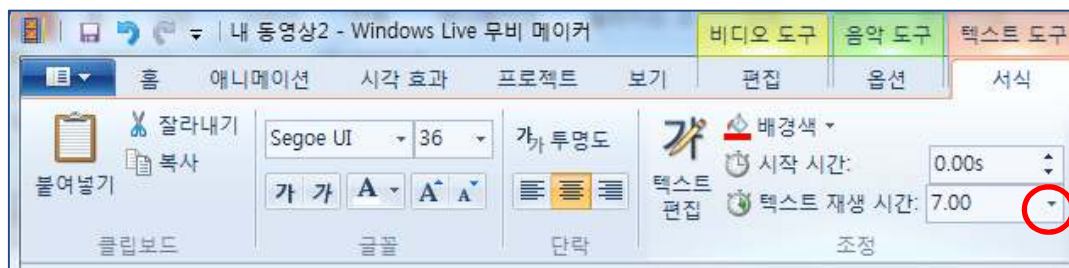 내 동영상2 - Windows Live 무비 메이커
비디오 도구 음악 도구 텍스트 도구
홈 애니메이션 시각 효과 프로젝트 보기 편집 옵션 서식
붙여넣기
잘라내기
복사
클립보드
Segoe UI 36
가 가 A A A
글꼴
가가 투명도
단락
텍스트
편집
배경색
시작 시간: 0.00s
텍스트 재생 시간: 7.00
조정